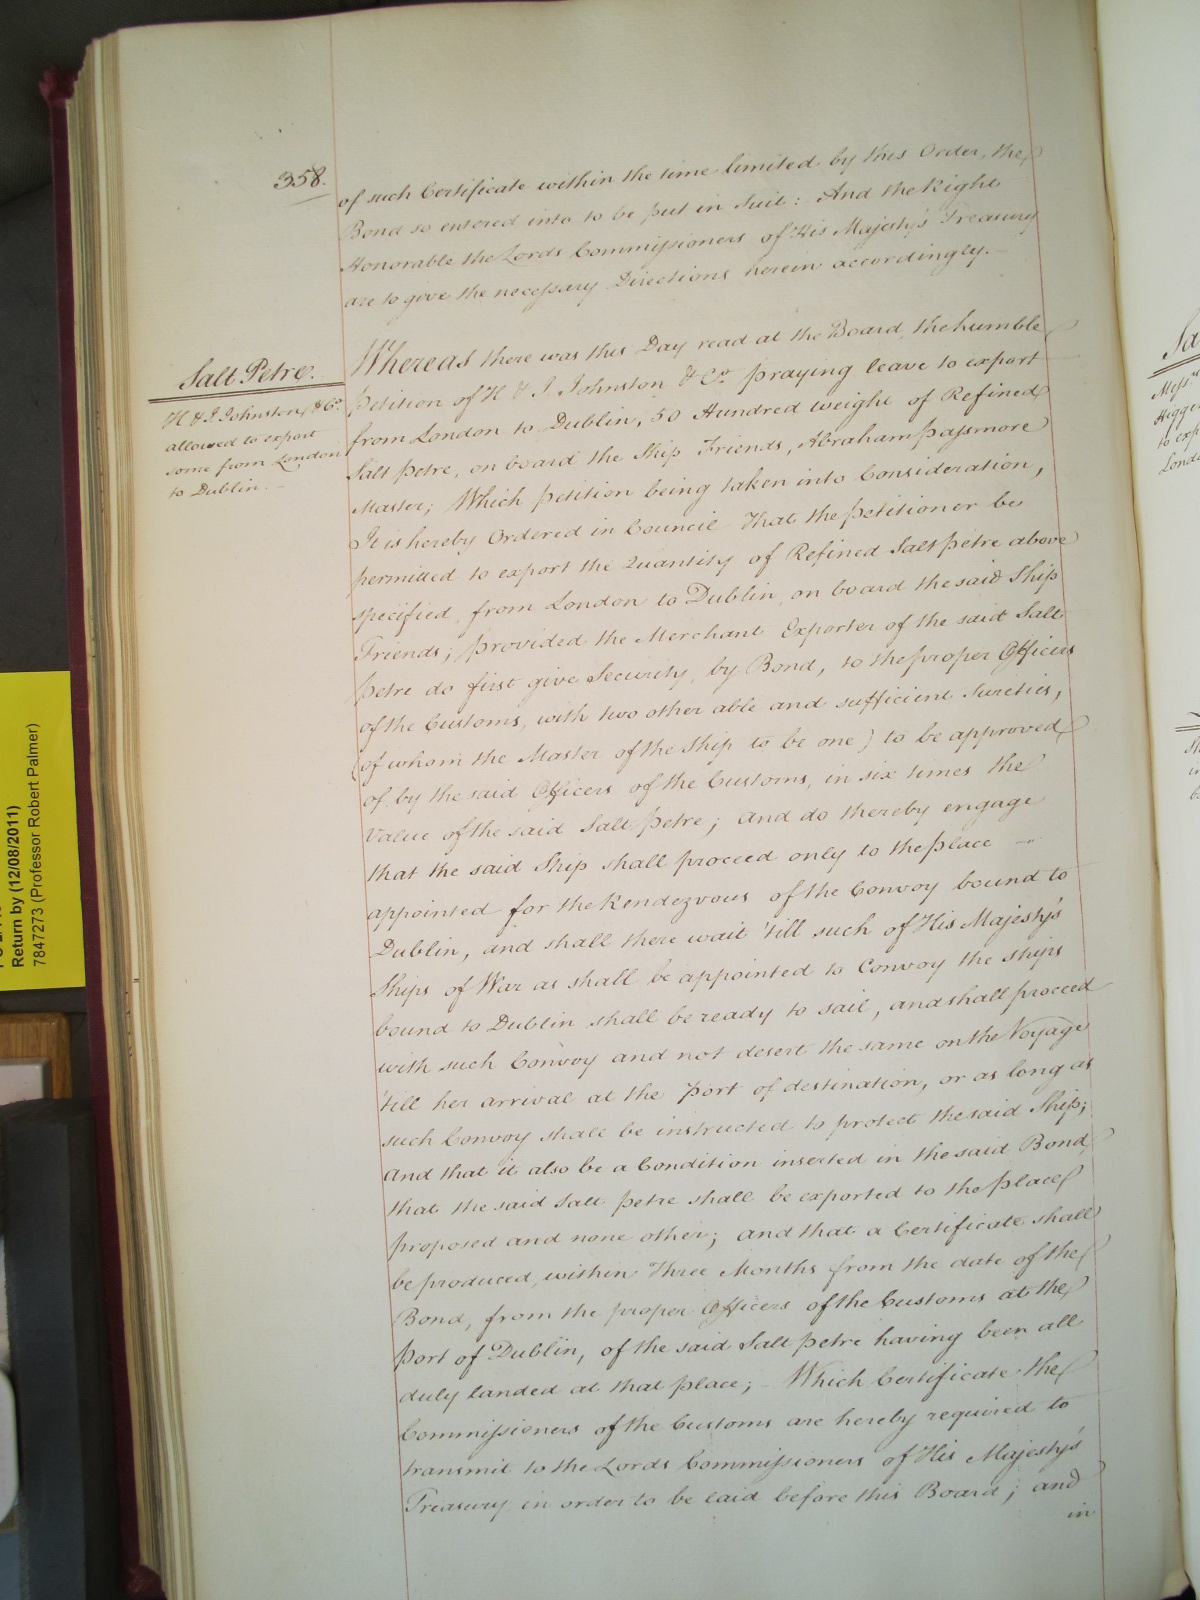 358.
of such Certificate within the time limited by this Order, the
Bond so entered into to be put in Suit: And the Right
Honorable the Lords Commissioners of His Majesty's Treasury
are to give the necessary Directions herein accordingly. —
Salt Petre.
H & J Johnston & Co.
allowed to export
some from London
to Dublin. —
Whereas there was this Day read at the Board, the humble
Petition of H & J. Johnston & Co. praying leave to export
from London to Dublin, 50 Hundred weight of Refined
Salt Petre, on board the Ship Friends, Abraham Passmore
Master; Which Petition being taken into Consideration,
It is hereby Ordered in Council That the Petitioner be
permitted to export the Quantity of Refined Salt Petre above
specified, from London to Dublin, on board the said Ship
Friends; provided the Merchant Exporter of the said Salt
Petre do first give Security, by Bond, to the proper Officers
of the Customs, with two other able and sufficient Sureties,
(of whom the Master of the Ship to be one) to be approved
of by the said Officers of the Customs, in six times the
Value of the said Salt Petre; and do thereby engage
that the said Ship shall proceed only to the Place —
appointed for the Rendezvous of the Convoy bound to
Dublin, and shall there wait 'till such of His Majesty's
Ships of War as shall be appointed to Convoy the Ships
bound to Dublin shall be ready to sail, and shall proceed
with such Convoy and not desert the same on the Voyage
'till her arrival at the Port of destination, or as long as
such Convoy shall be instructed to protect the said Ship;
And that it also be a Condition inserted in the said Bond
that the said Salt Petre shall be exported to the Place
proposed and none other; and that a Certificate shall
be produced, within Three Months from the date of the
Bond, from the proper Officers of the Customs at the
Port of Dublin, of the said Salt Petre having been all
duly landed at that place; — Which Certificate the
Commissioners of the Customs are hereby required to
transmit to the Lords Commissioners of His Majesty's
Treasury in order to be laid before this Board; and
in
Return by (12/08/2011)
7847273 (Professor Robert Palmer)
Sa
Mess.rs
to exp
Lond